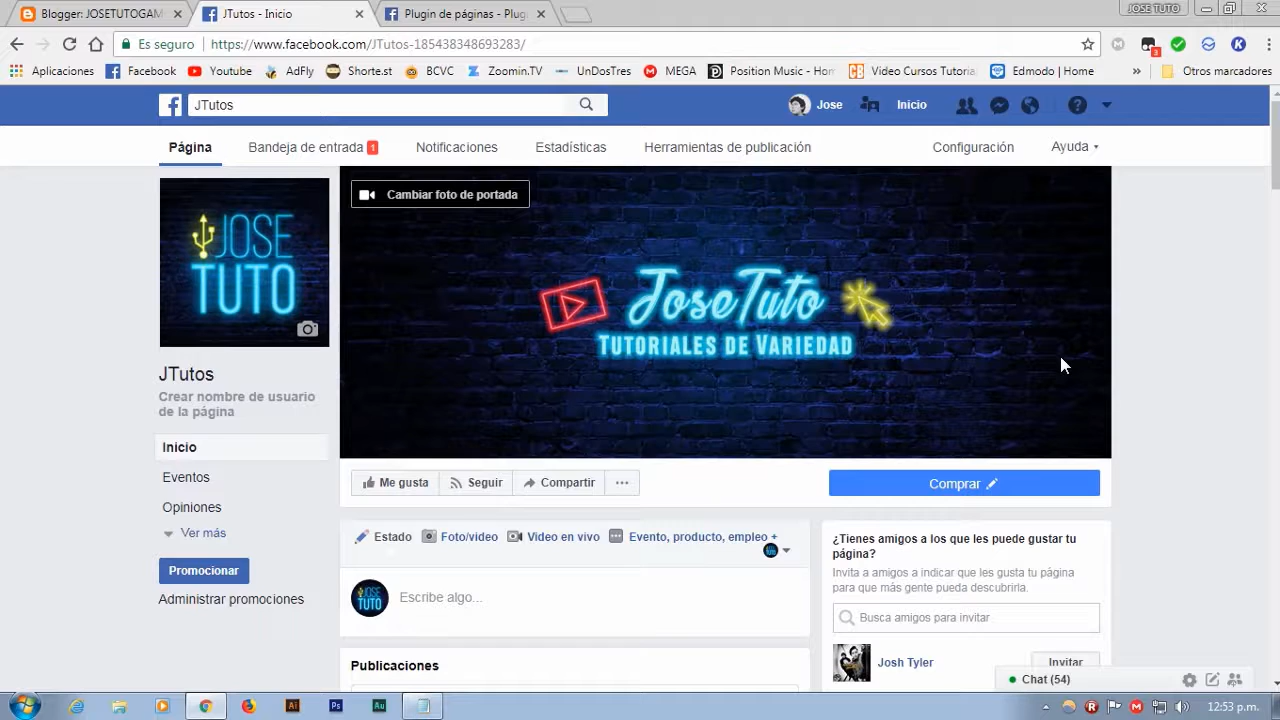 Blogger: JOSETUTOGAM
JTutos - Inicio
Plugin de páginas - Plug
JOSE TUTO
Es seguro
https://www.facebook.com/JTutos-185438348693283/
Aplicaciones
Facebook
Youtube
AdFly
Shorte.st
BCVC
Zoomin.TV
UnDosTres
MEGA
Position Music - Hom
Video Cursos Tutoria
Edmodo | Home
»
Otros marcadores
JTutos
Jose
Inicio
Página
Bandeja de entrada 1
Notificaciones
Estadísticas
Herramientas de publicación
Configuración
Ayuda
Cambiar foto de portada
JOSE
TUTO
JoseTuto
TUTORIALES DE VARIEDAD
JTutos
Crear nombre de usuario
de la página
Inicio
Eventos
Opiniones
Ver más
Promocionar
Administrar promociones
Me gusta
Seguir
Compartir
...
Comprar
Estado
Foto/video
Video en vivo
Evento, producto, empleo +
JOSE
TUTO
Escribe algo...
Publicaciones
¿Tienes amigos a los que les puede gustar tu
página?
Invita a amigos a indicar que les gusta tu página
para que más gente pueda descubrirla.
Busca amigos para invitar
Josh Tyler
Invitar
Chat (54)
12:53 p.m.